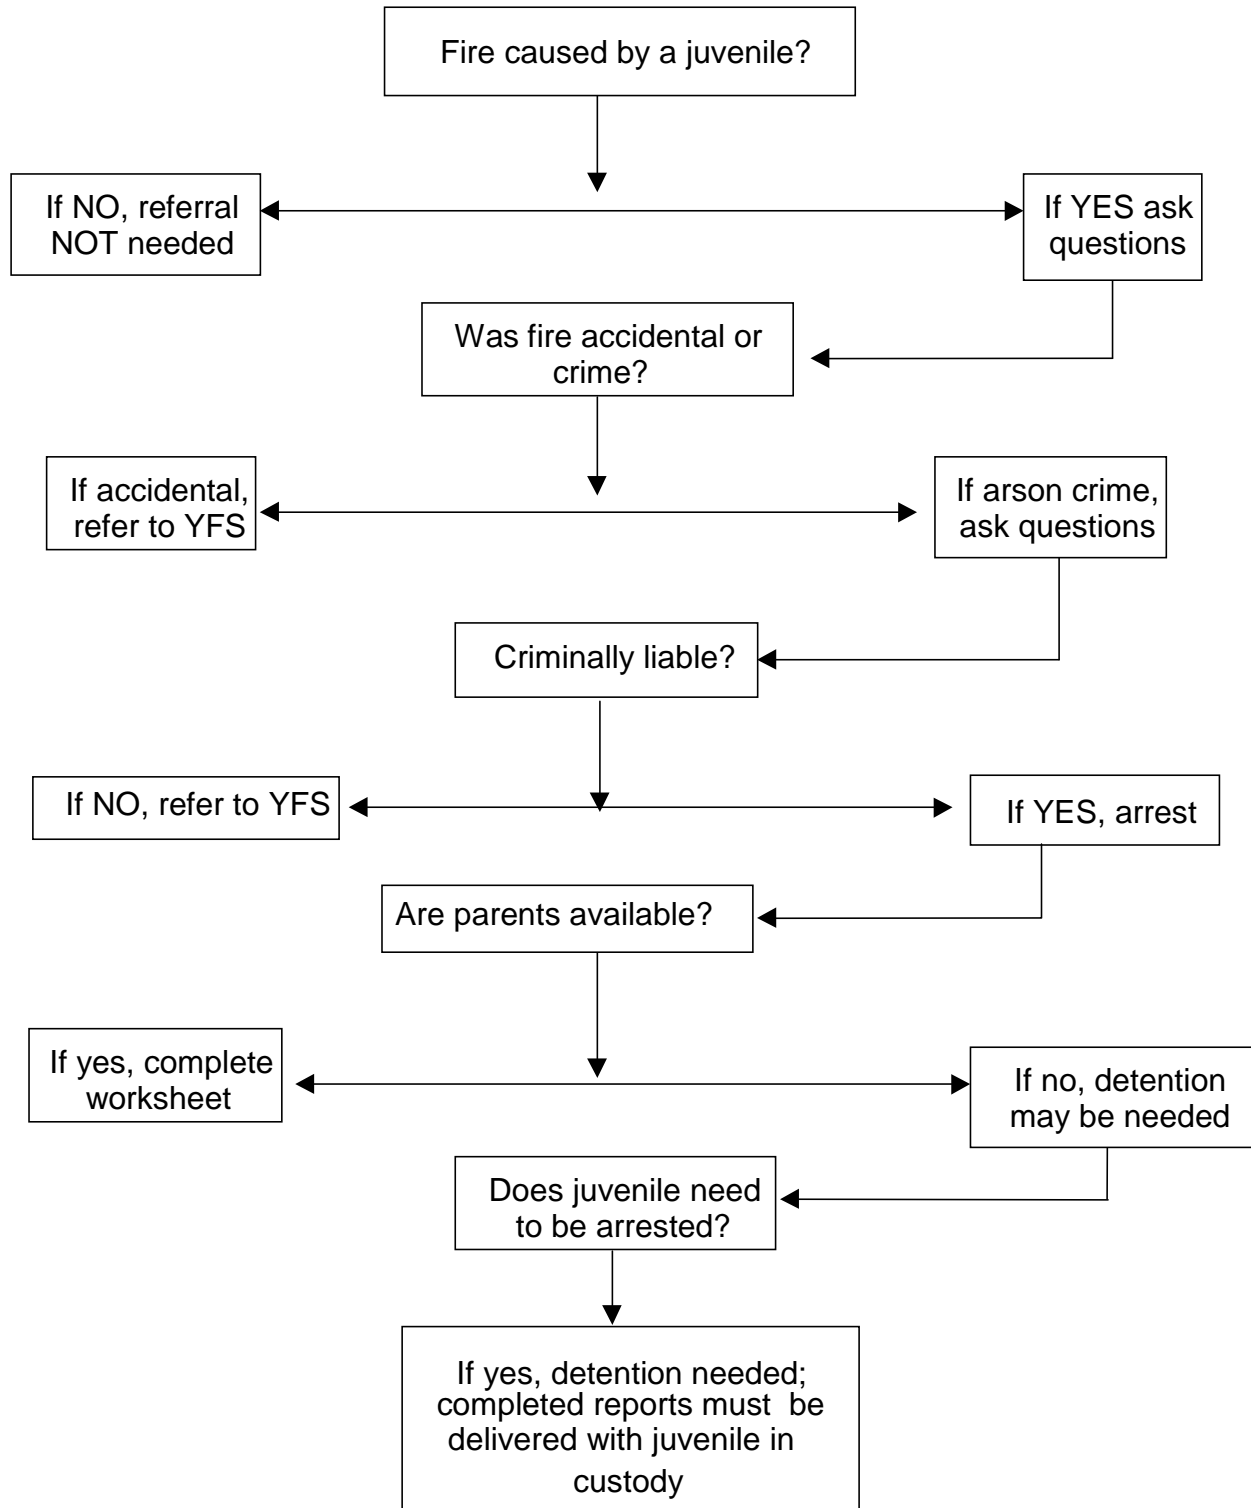 Fire caused by a juvenile?
If NO, referral
NOT needed
If YES ask
questions
Was fire accidental or
crime?
If accidental,
refer to YFS
If arson crime,
ask questions
Criminally liable?
If NO, refer to YFS
If YES, arrest
Are parents available?
If yes, complete
worksheet
If no, detention
may be needed
Does juvenile need
to be arrested?
If yes, detention needed;
completed reports must be
delivered with juvenile in
custody